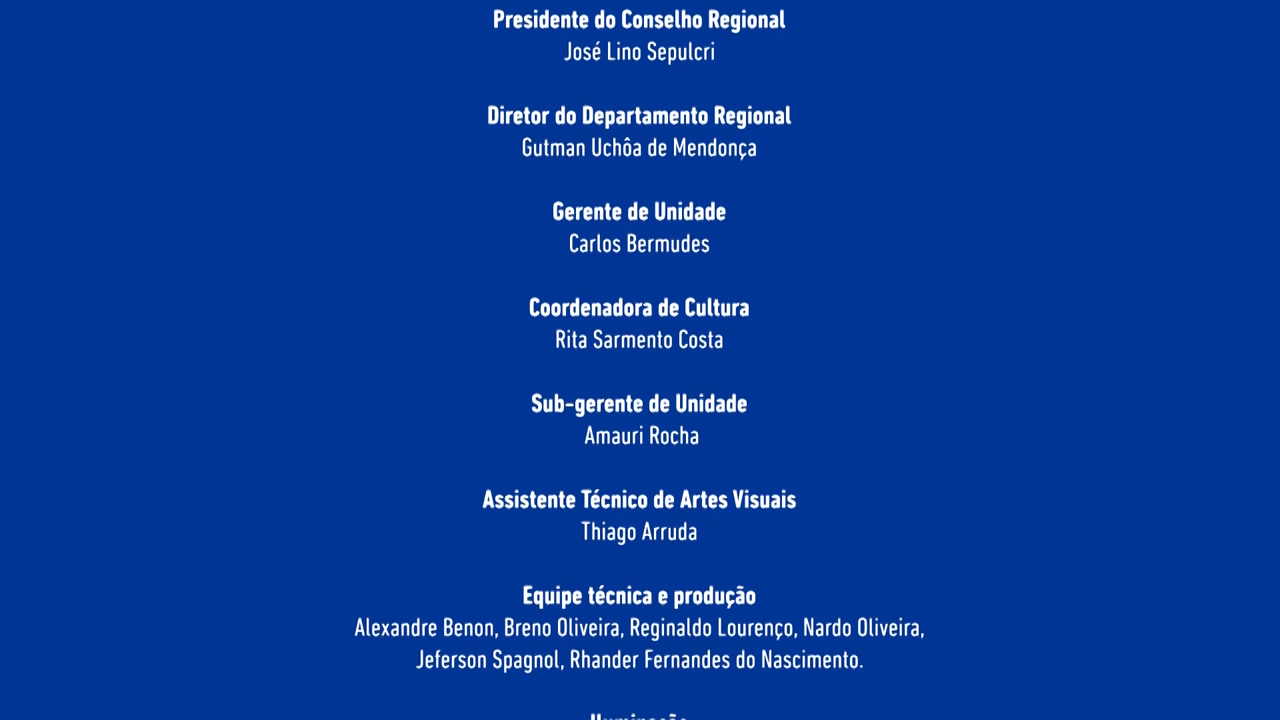 Presidente do Conselho Regional
José Lino Sepulcri
Diretor do Departamento Regional
Gutman Uchôa de Mendonça
Gerente de Unidade
Carlos Bermudes
Coordenadora de Cultura
Rita Sarmento Costa
Sub-gerente de Unidade
Amauri Rocha
Assistente Técnico de Artes Visuais
Thiago Arruda
Equipe técnica e produção
Alexandre Benon, Breno Oliveira, Reginaldo Lourenço, Nardo Oliveira,
Jeferson Spagnol, Rhander Fernandes do Nascimento.